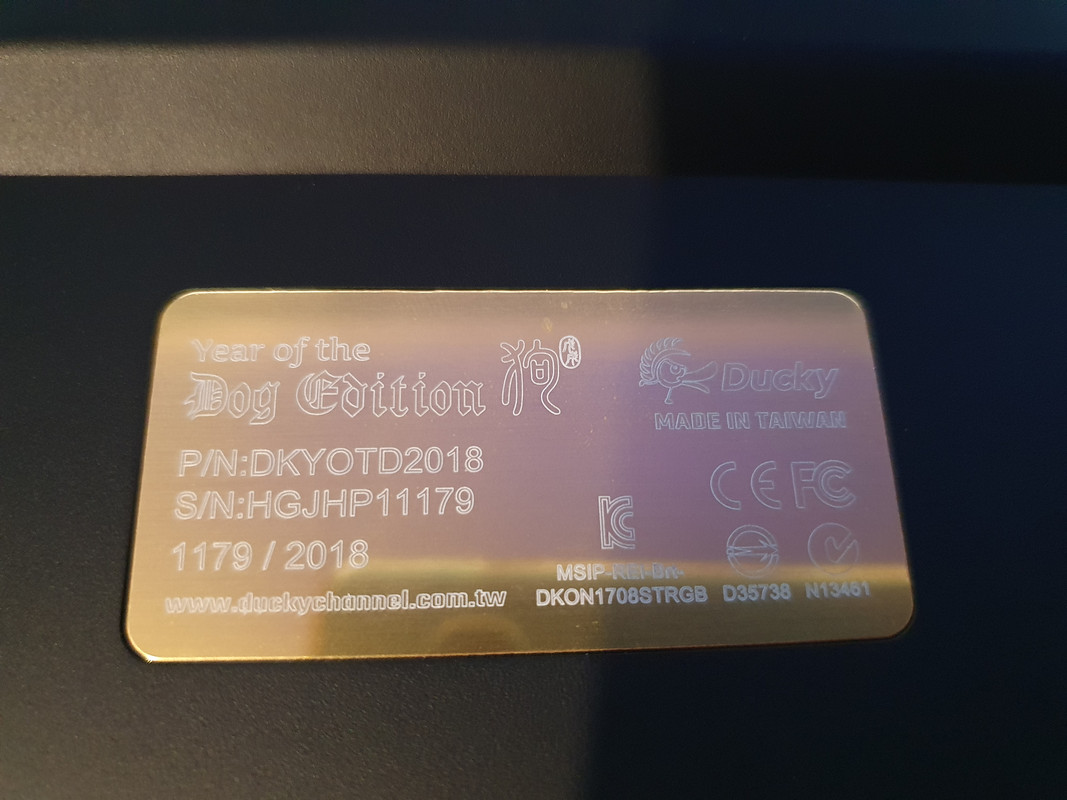 Year of the
Dog Edition 狗
P/N:DKYOTD2018
S/N:HGJHP11179
1179 / 2018
www.duckychannel.com.tw
Ducky
MADE IN TAIWAN
CE FC
KC
MSIP-REI-Bn-
DKON1708STRGB
D35738
N13461